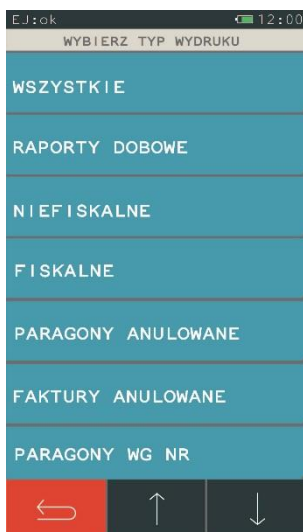 EJ:ok 12:00
WYBIERZ TYP WYDRUKU
WSZYSTKIE
RAPORTY DOBOWE
NIEFISKALNE
FISKALNE
PARAGONY ANULOWANE
FAKTURY ANULOWANE
PARAGONY WG NR